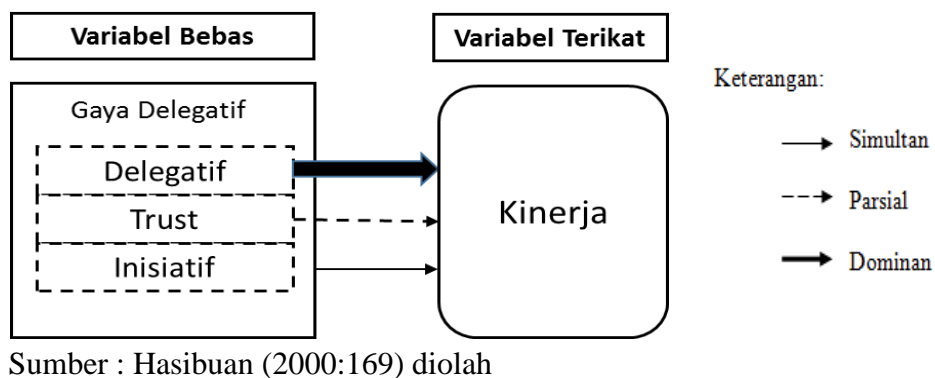 Variabel Bebas
Variabel Terikat
Gaya Delegatif
Delegatif
Trust
Inisiatif
Kinerja
Keterangan:
Simultan
Parsial
Dominan
Sumber : Hasibuan (2000:169) diolah